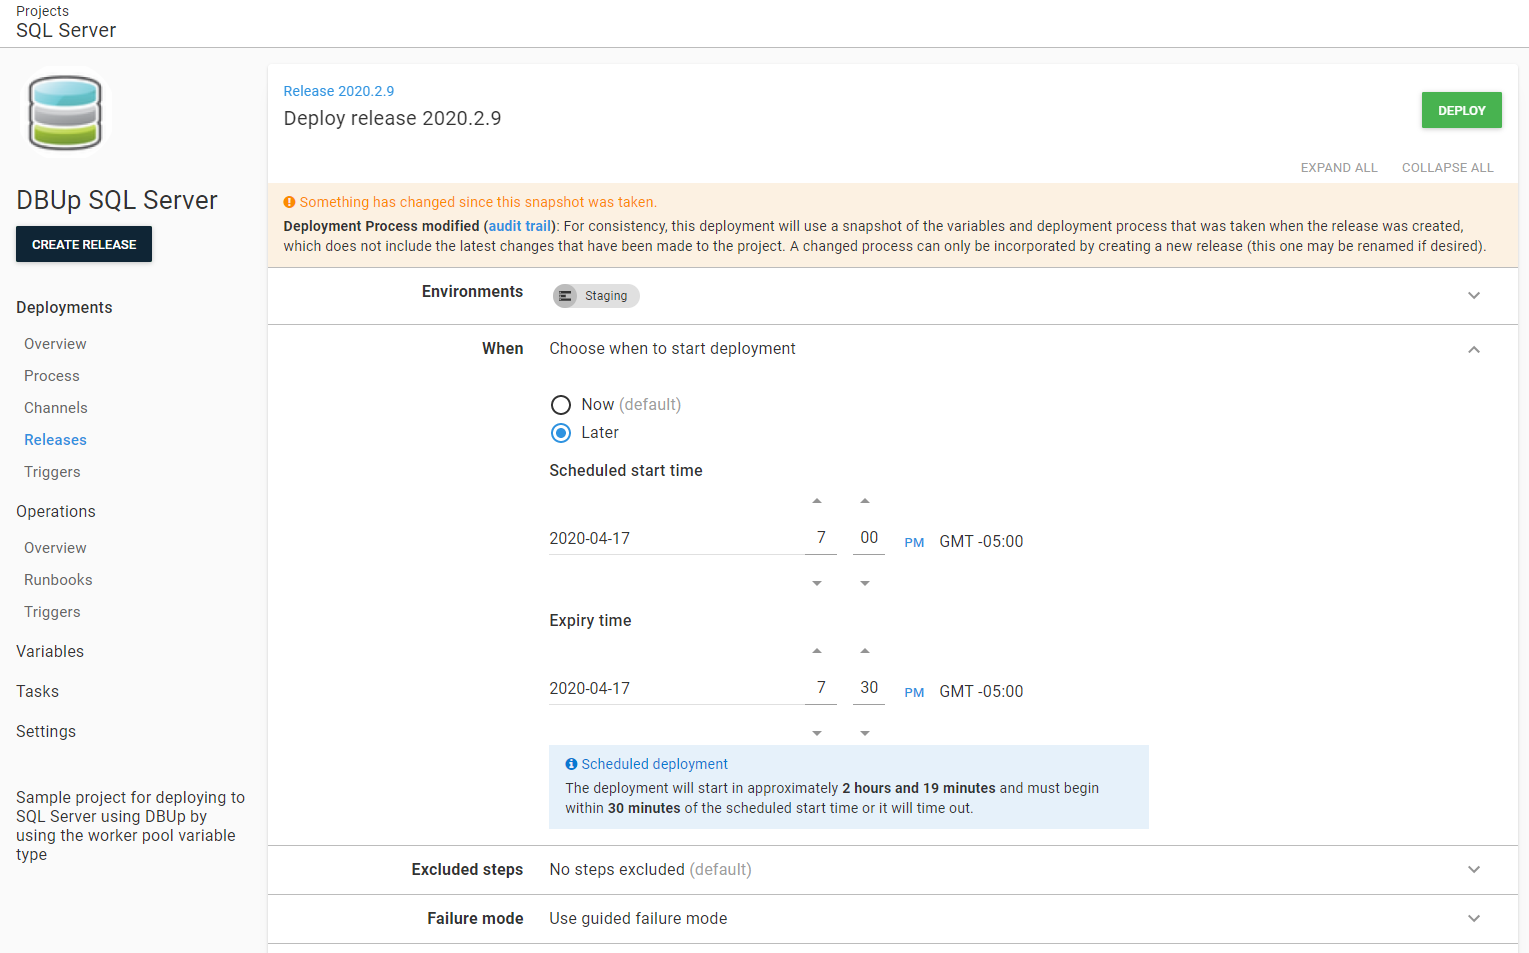 Projects
SQL Server
DBUp SQL Server
CREATE RELEASE
Deployments
Overview
Process
Channels
Releases
Triggers
Operations
Overview
Runbooks
Triggers
Variables
Tasks
Settings
Sample project for deploying to
SQL Server using DBUp by
using the worker pool variable
type
Release 2020.2.9
Deploy release 2020.2.9
DEPLOY
EXPAND ALL COLLAPSE ALL
Something has changed since this snapshot was taken.
Deployment Process modified (audit trail): For consistency, this deployment will use a snapshot of the variables and deployment process that was taken when the release was created,
which does not include the latest changes that have been made to the project. A changed process can only be incorporated by creating a new release (this one may be renamed if desired).
Environments Staging
When Choose when to start deployment
Now (default)
Later
Scheduled start time
2020-04-17 7 00 PM GMT -05:00
Expiry time
2020-04-17 7 30 PM GMT -05:00
Scheduled deployment
The deployment will start in approximately 2 hours and 19 minutes and must begin
within 30 minutes of the scheduled start time or it will time out.
Excluded steps No steps excluded (default)
Failure mode Use guided failure mode